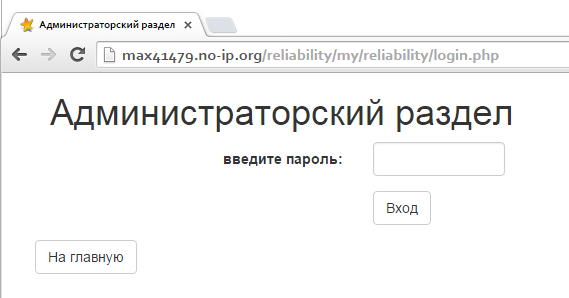 Администраторский раздел
max41479.no-ip.org/reliability/my/reliability/login.php
Администраторский раздел
введите пароль:
Вход
На главную